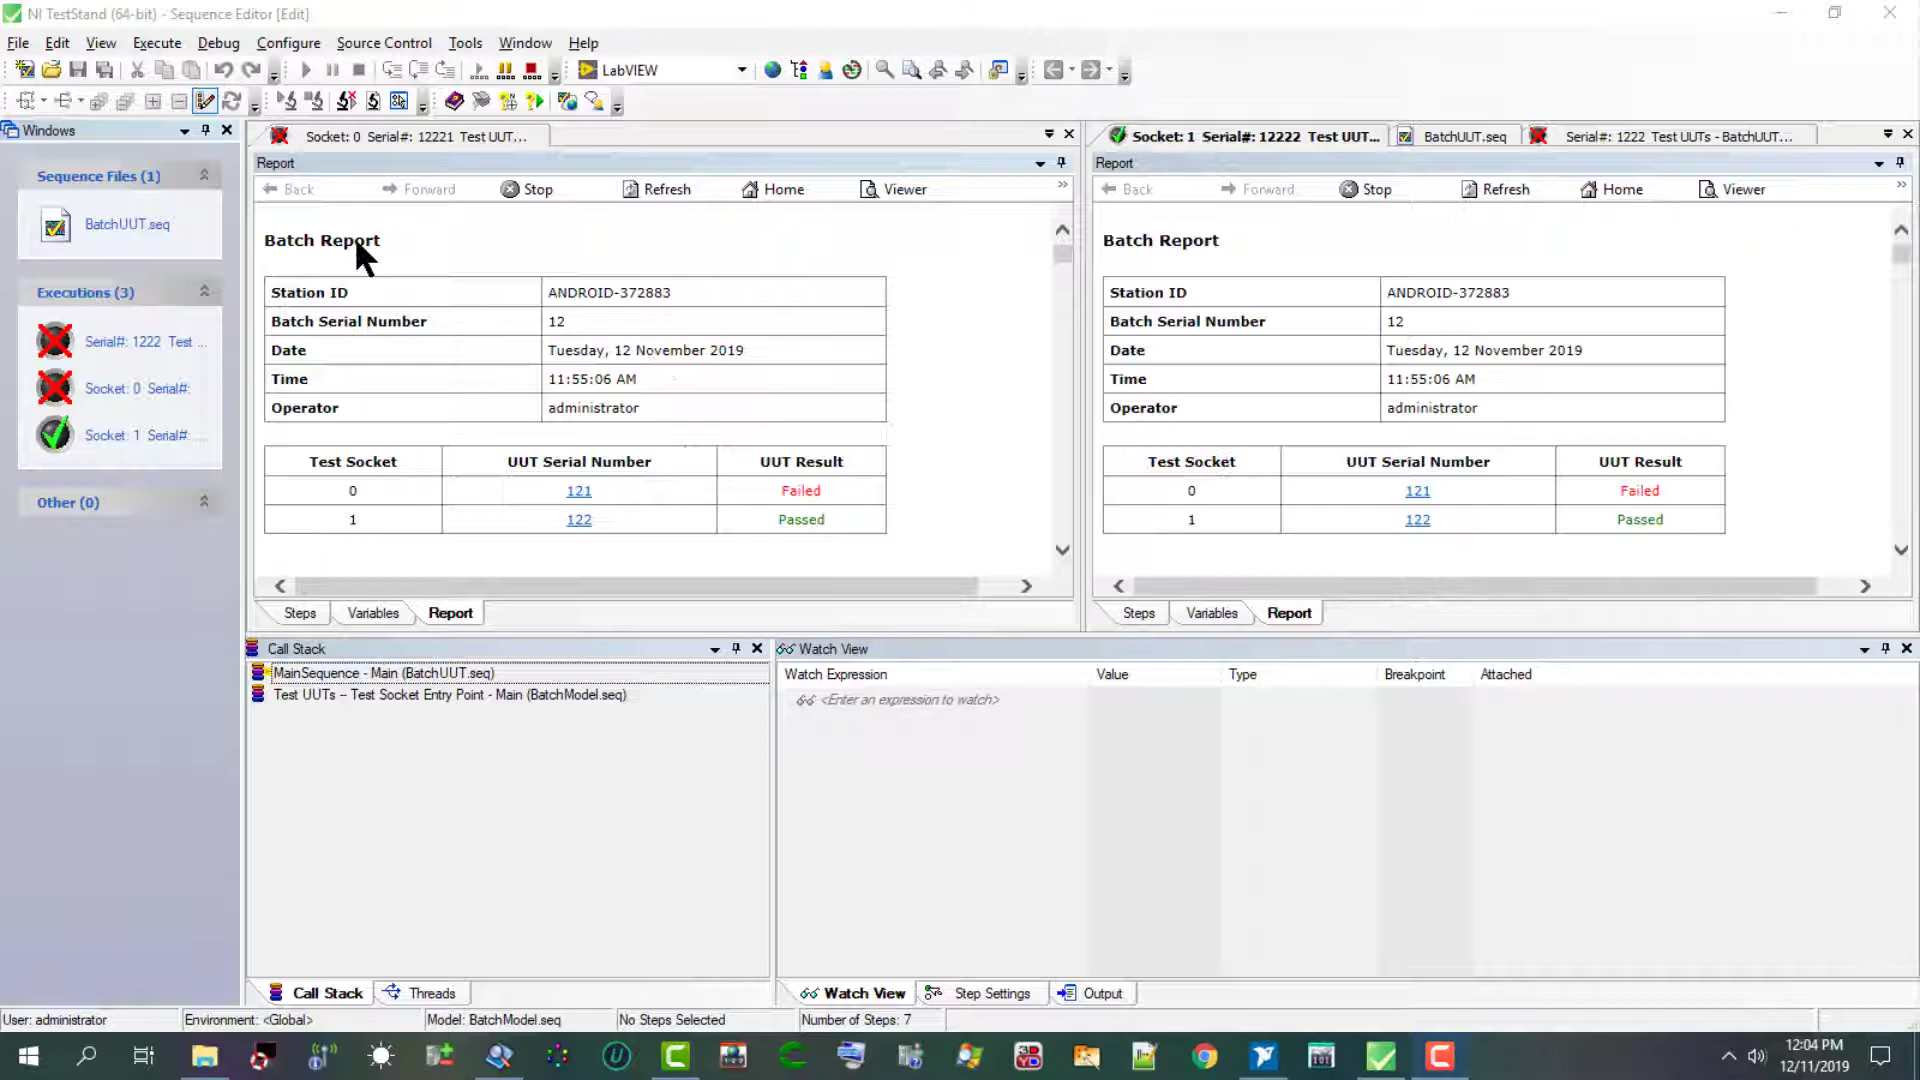 NI TestStand (64-bit) - Sequence Editor [Edit]
File Edit View Execute Debug Configure Source Control Tools Window Help
LabVIEW
Windows
Sequence Files (1)
BatchUUT.seq
Executions (3)
Serial#: 1222 Test ...
Socket: 0 Serial#:
Socket: 1 Serial#: ...
Other (0)
Socket: 0 Serial#: 12221 Test UUT...
Report
Back Forward Stop Refresh Home Viewer
Batch Report
Station ID ANDROID-372883
Batch Serial Number 12
Date Tuesday, 12 November 2019
Time 11:55:06 AM
Operator administrator
Test Socket UUT Serial Number UUT Result
0 121 Failed
1 122 Passed
Steps Variables Report
Socket: 1 Serial#: 12222 Test UUT... BatchUUT.seq Serial#: 1222 Test UUTs - BatchUUT...
Report
Back Forward Stop Refresh Home Viewer
Batch Report
Station ID ANDROID-372883
Batch Serial Number 12
Date Tuesday, 12 November 2019
Time 11:55:06 AM
Operator administrator
Test Socket UUT Serial Number UUT Result
0 121 Failed
1 122 Passed
Steps Variables Report
Call Stack
MainSequence - Main (BatchUUT.seq)
Test UUTs -- Test Socket Entry Point - Main (BatchModel.seq)
Call Stack Threads
Watch View
Watch Expression Value Type Breakpoint Attached
<Enter an expression to watch>
Watch View Step Settings Output
User: administrator Environment: <Global> Model: BatchModel.seq No Steps Selected Number of Steps: 7
12:04 PM
12/11/2019